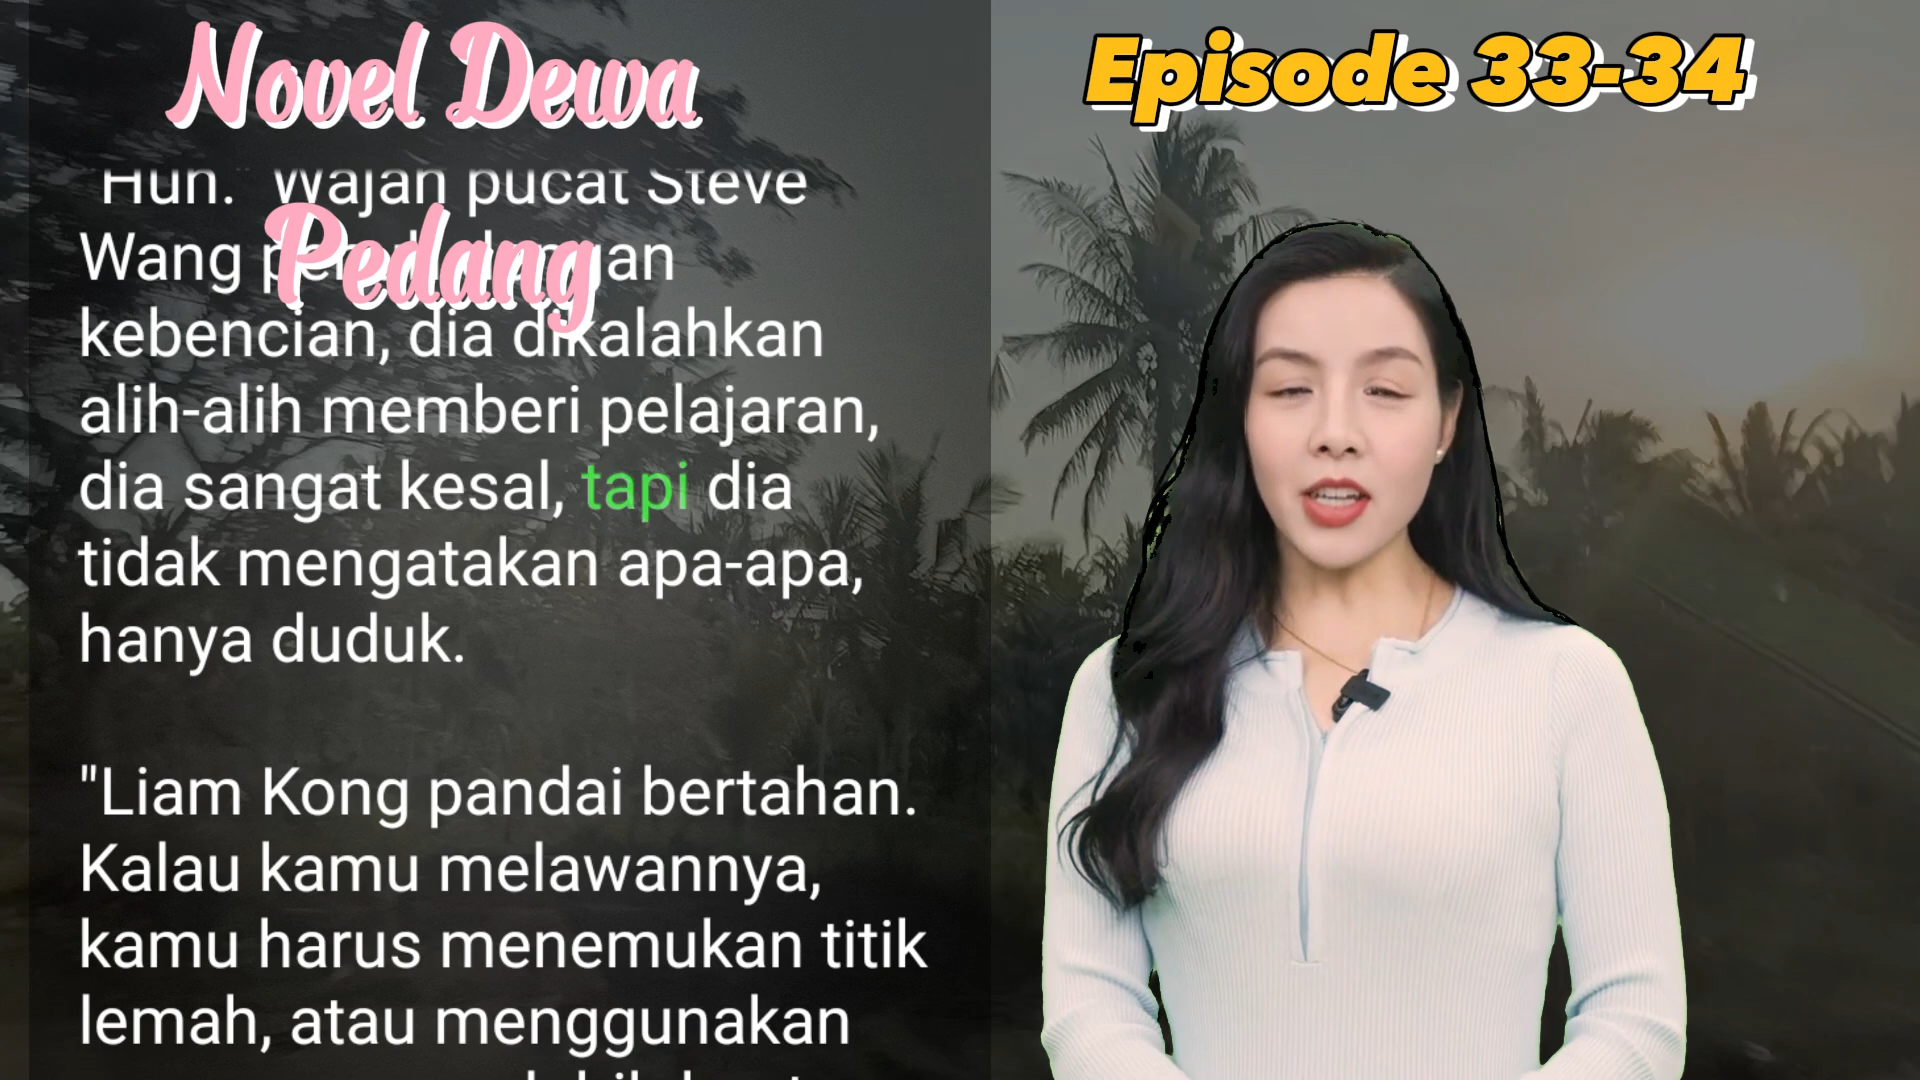 Novel Dewa
Pedang
Episode 33-34
Huh." Wajah pucat Steve
Wang
kebencian, dia dikalahkan
alih-alih memberi pelajaran,
dia sangat kesal, tapi dia
tidak mengatakan apa-apa,
hanya duduk.
"Liam Kong pandai bertahan.
Kalau kamu melawannya,
kamu harus menemukan titik
lemah, atau menggunakan